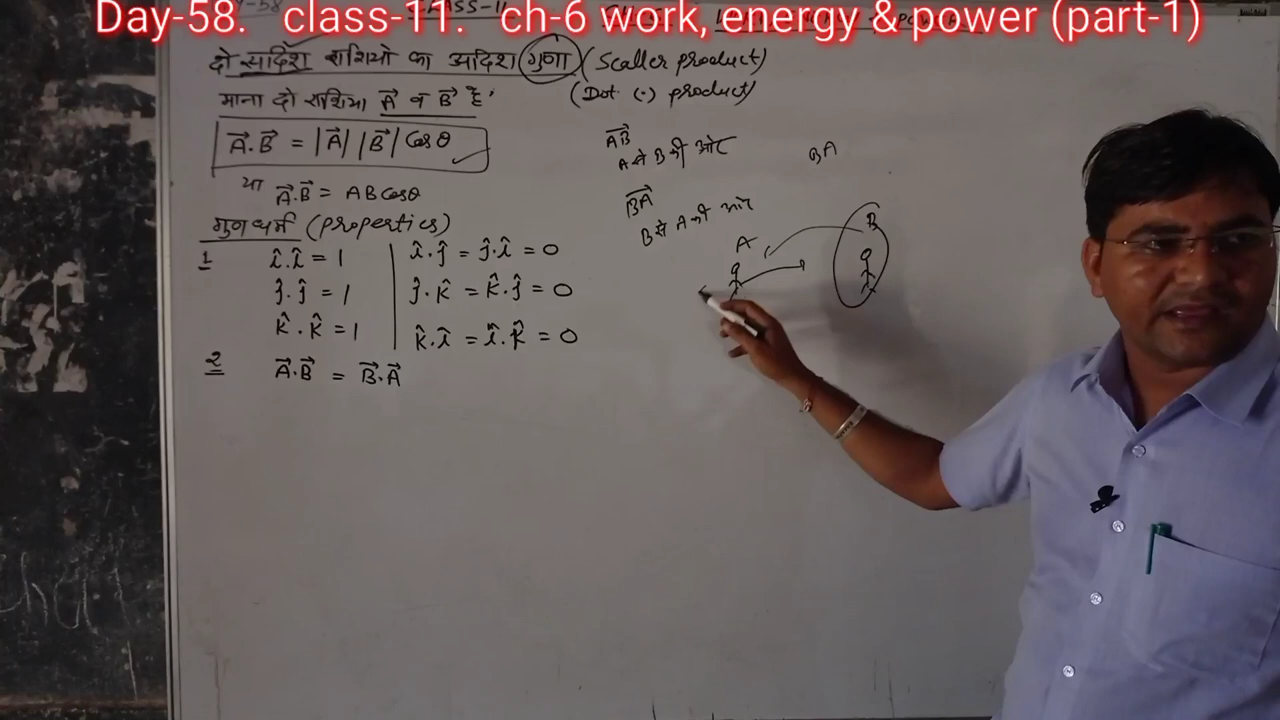 Day-58. class-11. ch-6 work, energy & power (part-1)
दो सदिश राशियो का अदिश गुणा (Scaller product)
माना दो राशिया A⃗ व B⃗ है' (Dot (·) product)
A⃗.B⃗ = |A⃗| |B⃗| Cosθ
या A⃗.B⃗ = ABCosθ
गुणधर्म (properties)
1 î.î = 1 î.ĵ = ĵ.î = 0
ĵ.ĵ = 1 ĵ.k̂ = k̂.ĵ = 0
k̂.k̂ = 1 k̂.î = î.k̂ = 0
2 A⃗.B⃗ = B⃗.A⃗
AB⃗
A से B की ओर
BA
BA⃗
B से A की ओर
A B